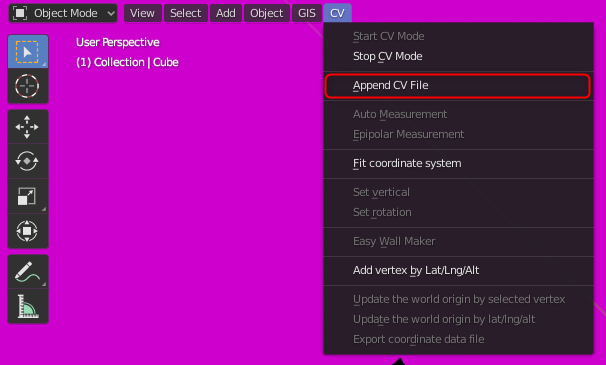 Object Mode View Select Add Object GIS CV
User Perspective
(1) Collection | Cube
Start CV Mode
Stop CV Mode
Append CV File
Auto Measurement
Epipolar Measurement
Fit coordinate system
Set vertical
Set rotation
Easy Wall Maker
Add vertex by Lat/Lng/Alt
Update the world origin by selected vertex
Update the world origin by lat/lng/alt
Export coordinate data file